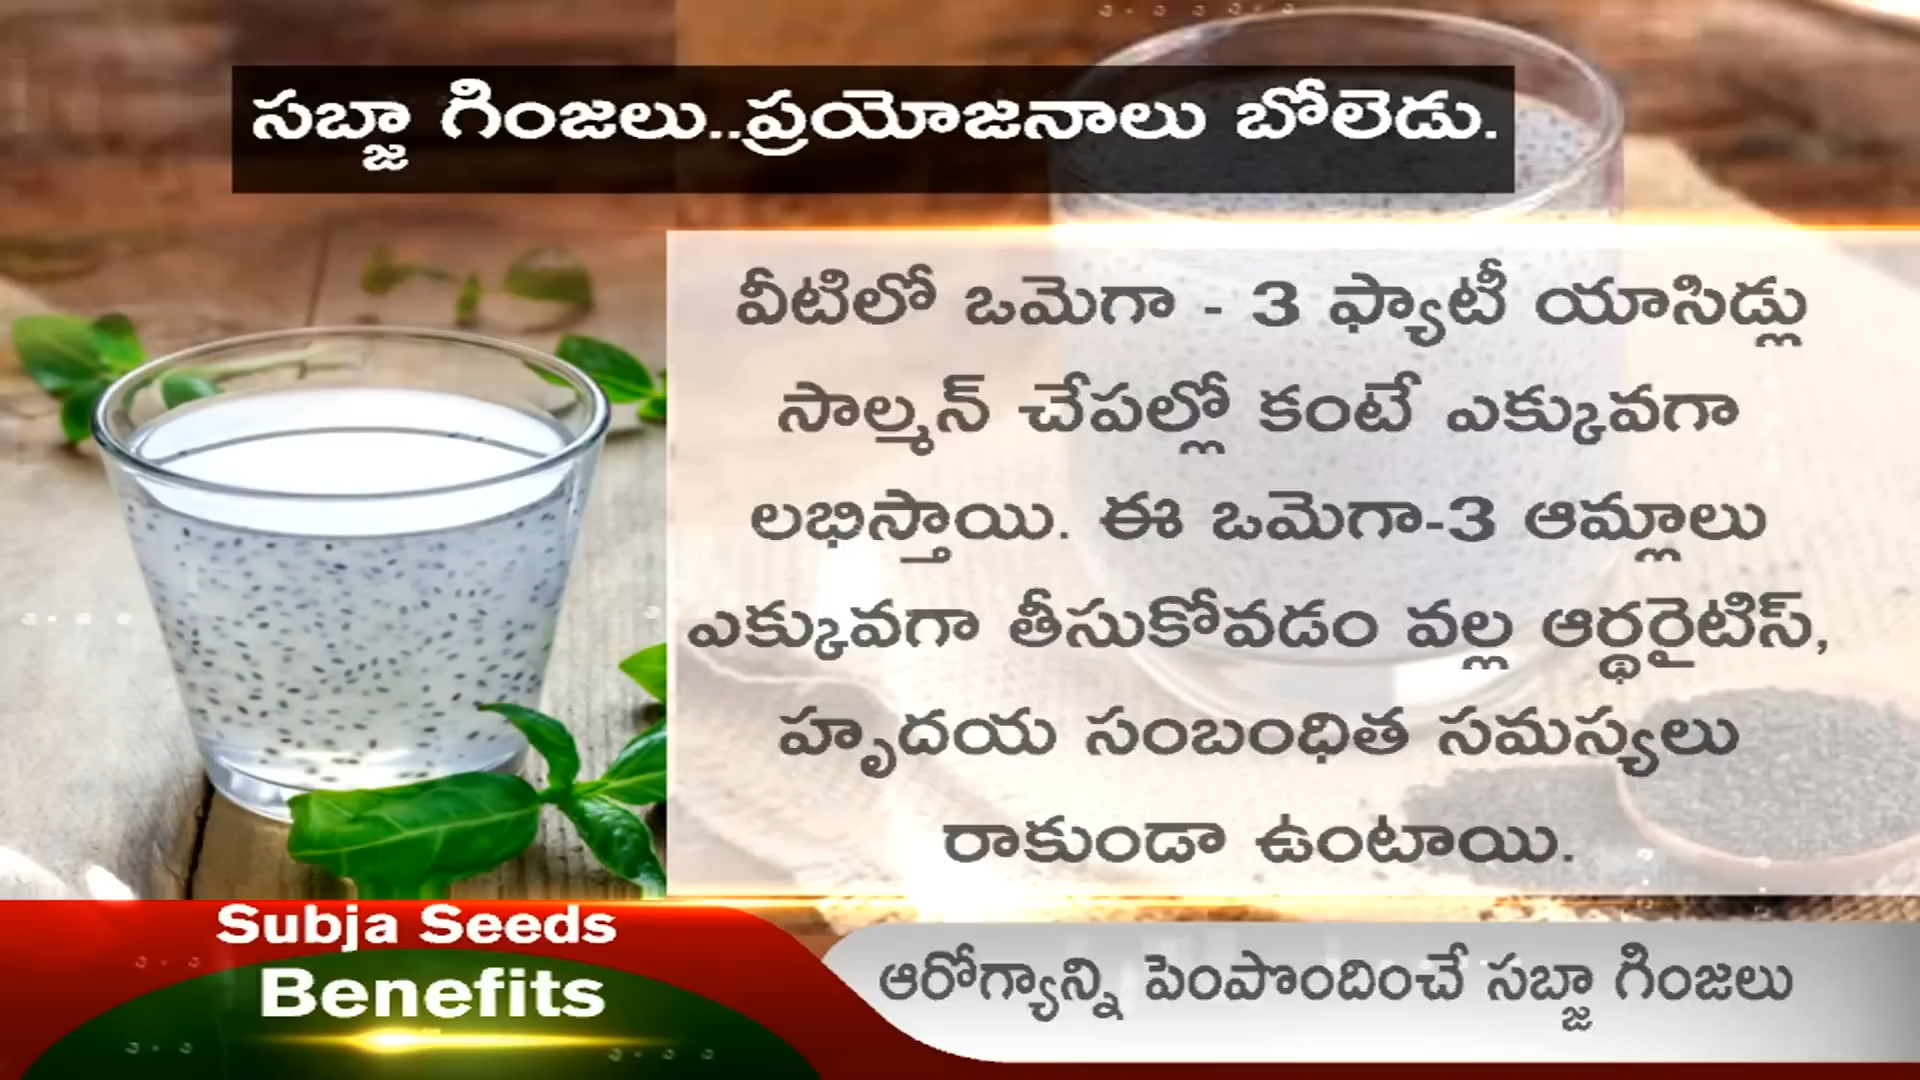 సబ్జా గింజలు..ప్రయోజనాలు బోలెడు.
వీటిలో ఒమెగా - 3 ఫ్యాటీ యాసిడ్లు
సాల్మన్ చేపల్లో కంటే ఎక్కువగా
లభిస్తాయి. ఈ ఒమెగా-3 ఆమ్లాలు
ఎక్కువగా తీసుకోవడం వల్ల ఆర్థరైటిస్,
హృదయ సంబంధిత సమస్యలు
రాకుండా ఉంటాయి.
Subja Seeds
Benefits
ఆరోగ్యాన్ని పెంపొందించే సబ్జా గింజలు